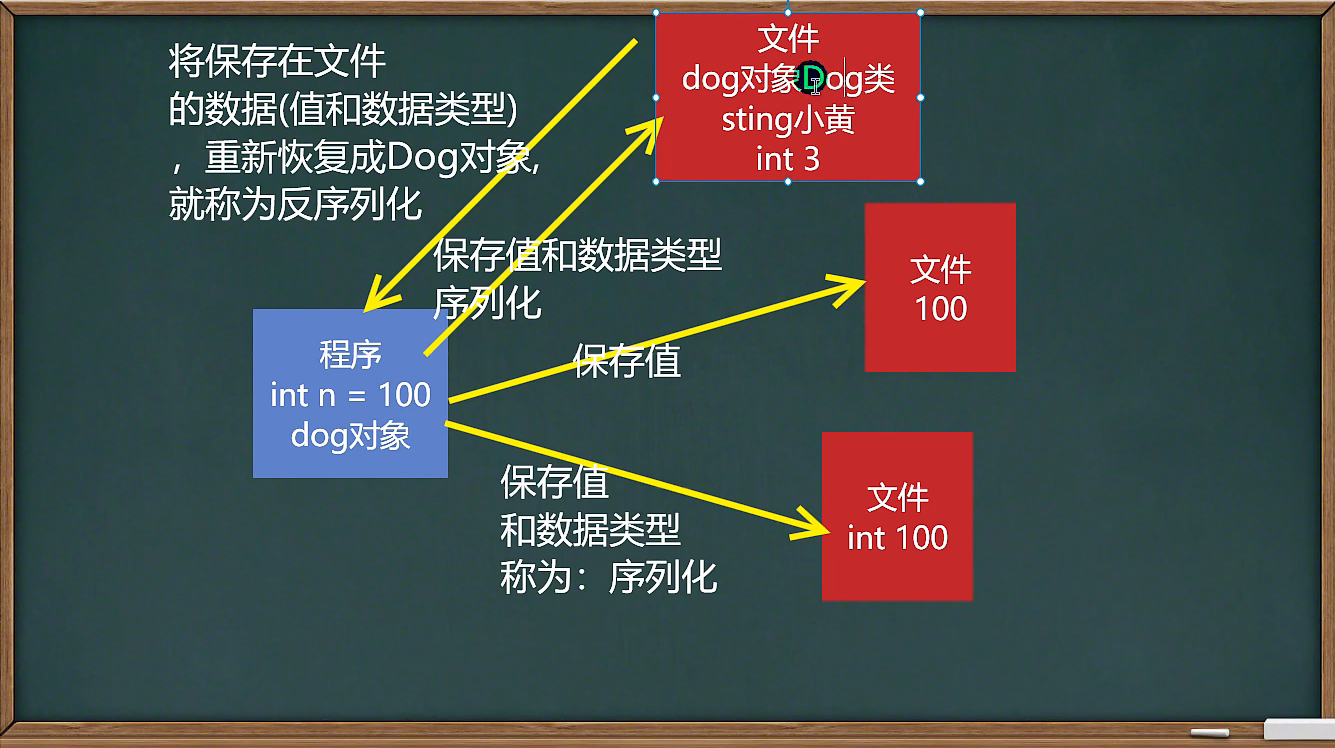 将保存在文件
的数据(值和数据类型)
，重新恢复成Dog对象,
就称为反序列化
文件
dog对象Dog类
sting小黄
int 3
保存值和数据类型
序列化
文件
100
保存值
程序
int n = 100
dog对象
保存值
和数据类型
称为：序列化
文件
int 100